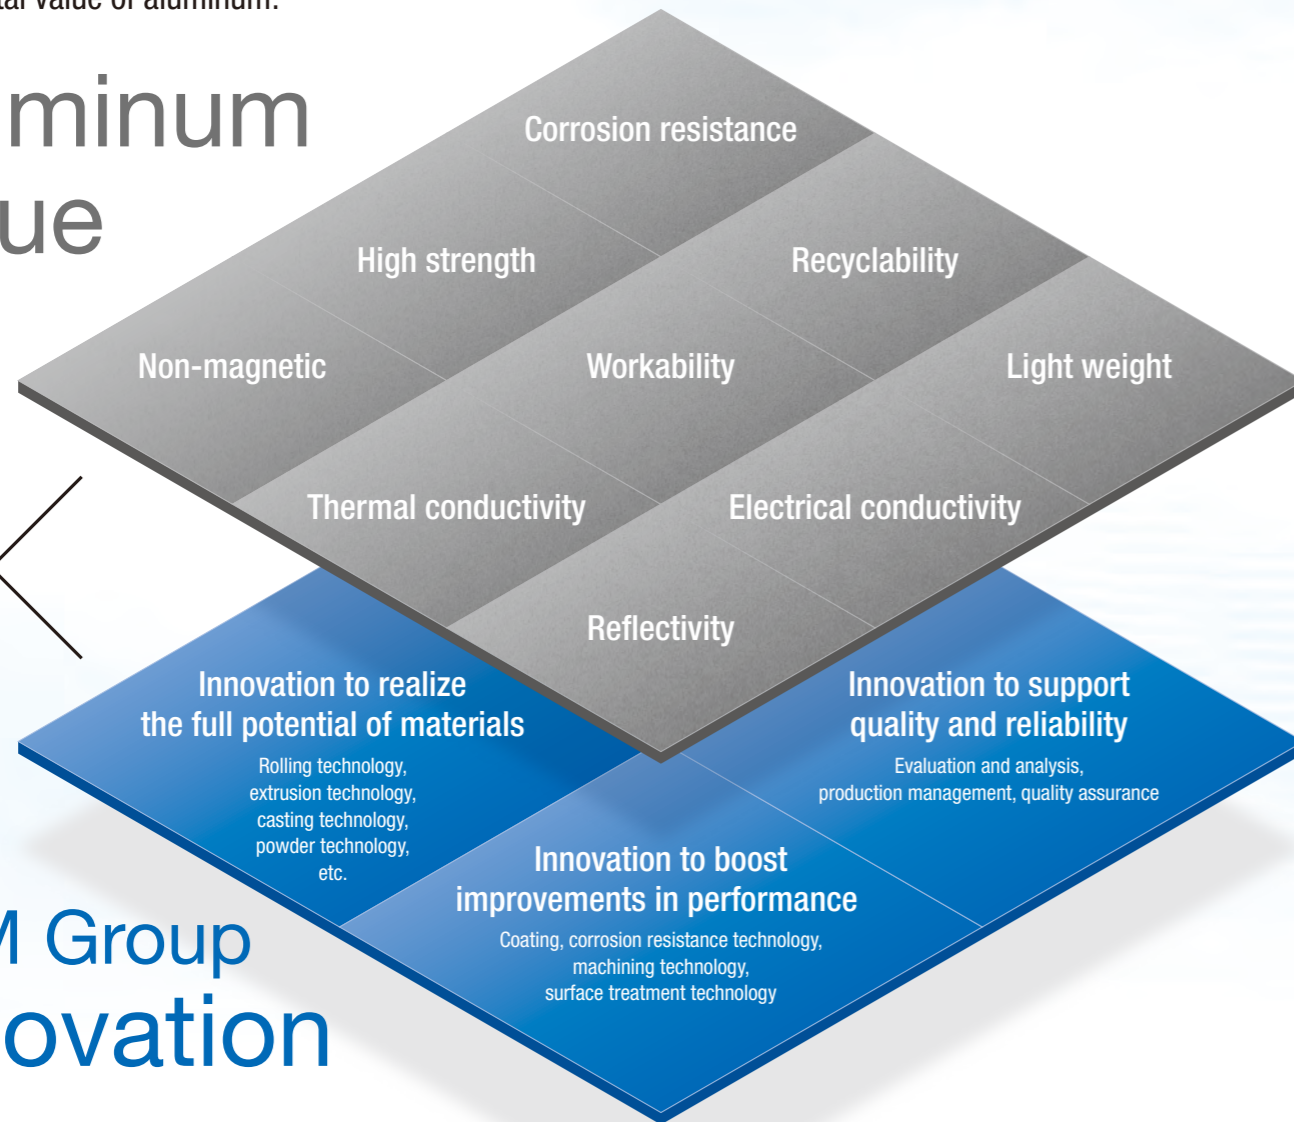 value of aluminum.
minum
ue
Corrosion resistance
High strength
Recyclability
Non-magnetic
Workability
Light weight
Thermal conductivity
Electrical conductivity
Reflectivity
Innovation to realize
the full potential of materials
Rolling technology,
extrusion technology,
casting technology,
powder technology,
etc.
Innovation to support
quality and reliability
Evaluation and analysis,
production management, quality assurance
Innovation to boost
improvements in performance
Coating, corrosion resistance technology,
machining technology,
surface treatment technology
M Group
ovation